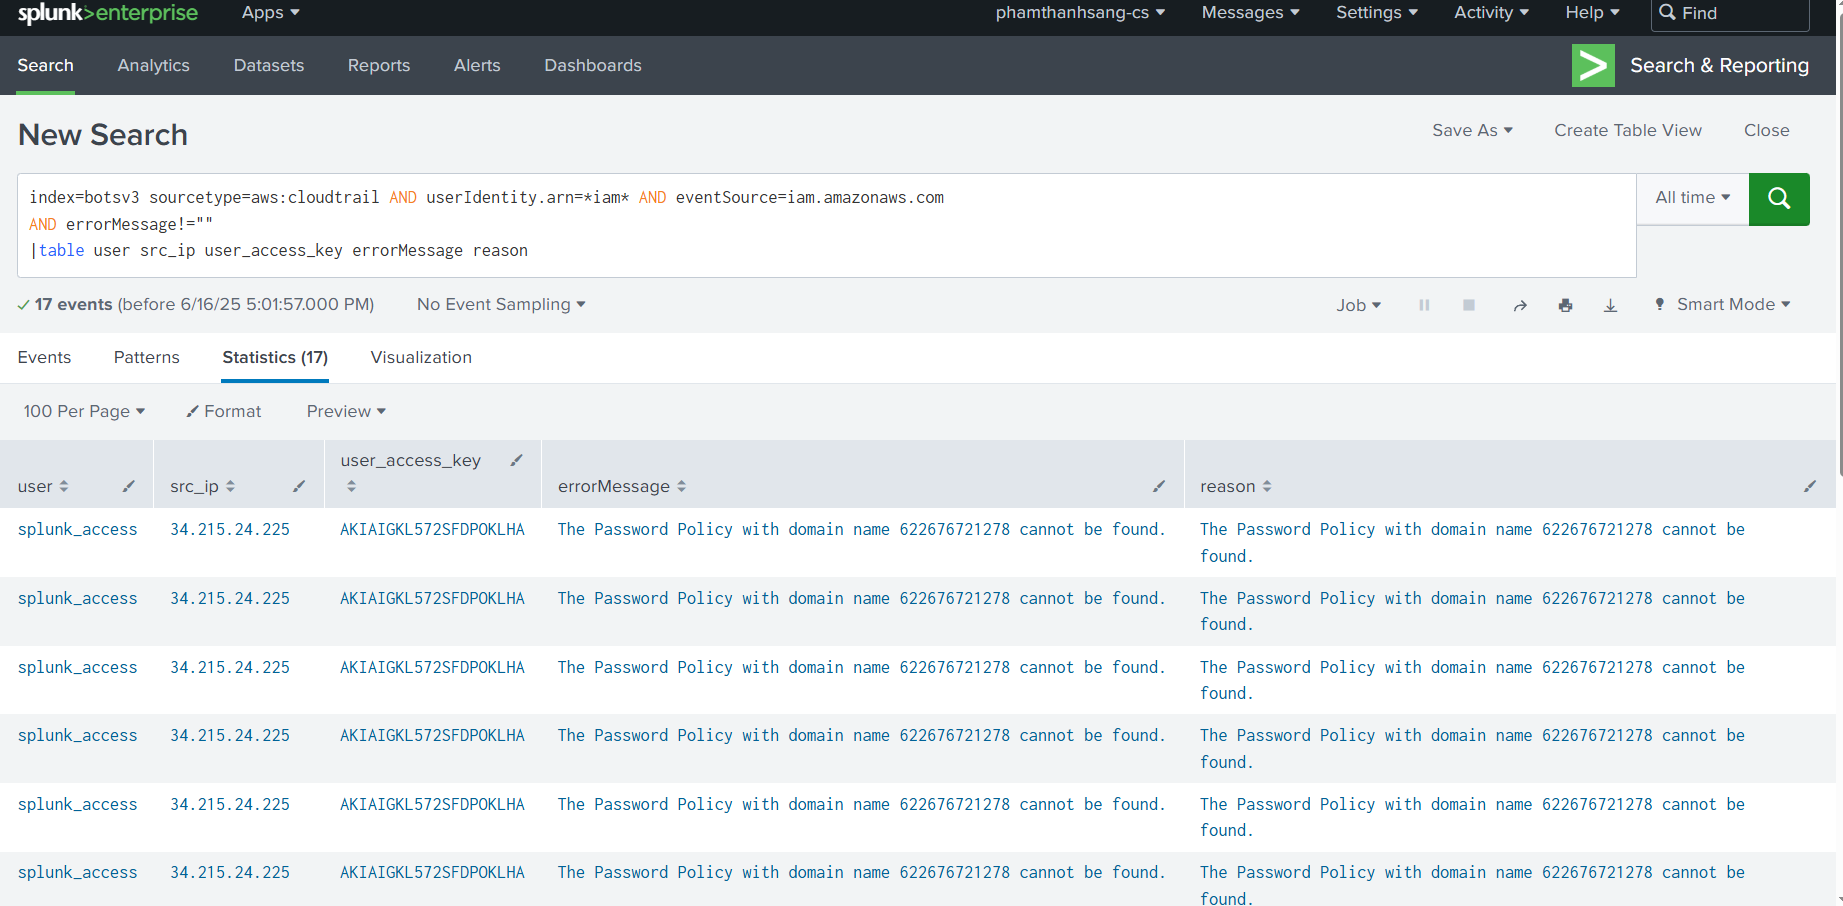 splunk>enterprise Apps phamthanhsang-cs Messages Settings Activity Help Find
Search Analytics Datasets Reports Alerts Dashboards Search & Reporting
New Search Save As Create Table View Close
index=botsv3 sourcetype=aws:cloudtrail AND userIdentity.arn=*iam* AND eventSource=iam.amazonaws.com All time
AND errorMessage!=""
|table user src_ip user_access_key errorMessage reason
17 events (before 6/16/25 5:01:57.000 PM) No Event Sampling Job Smart Mode
Events Patterns Statistics (17) Visualization
100 Per Page Format Preview
user src_ip user_access_key errorMessage reason
splunk_access 34.215.24.225 AKIAIGKL572SFDPOKLHA The Password Policy with domain name 622676721278 cannot be found. The Password Policy with domain name 622676721278 cannot be
found.
splunk_access 34.215.24.225 AKIAIGKL572SFDPOKLHA The Password Policy with domain name 622676721278 cannot be found. The Password Policy with domain name 622676721278 cannot be
found.
splunk_access 34.215.24.225 AKIAIGKL572SFDPOKLHA The Password Policy with domain name 622676721278 cannot be found. The Password Policy with domain name 622676721278 cannot be
found.
splunk_access 34.215.24.225 AKIAIGKL572SFDPOKLHA The Password Policy with domain name 622676721278 cannot be found. The Password Policy with domain name 622676721278 cannot be
found.
splunk_access 34.215.24.225 AKIAIGKL572SFDPOKLHA The Password Policy with domain name 622676721278 cannot be found. The Password Policy with domain name 622676721278 cannot be
found.
splunk_access 34.215.24.225 AKIAIGKL572SFDPOKLHA The Password Policy with domain name 622676721278 cannot be found. The Password Policy with domain name 622676721278 cannot be
found.